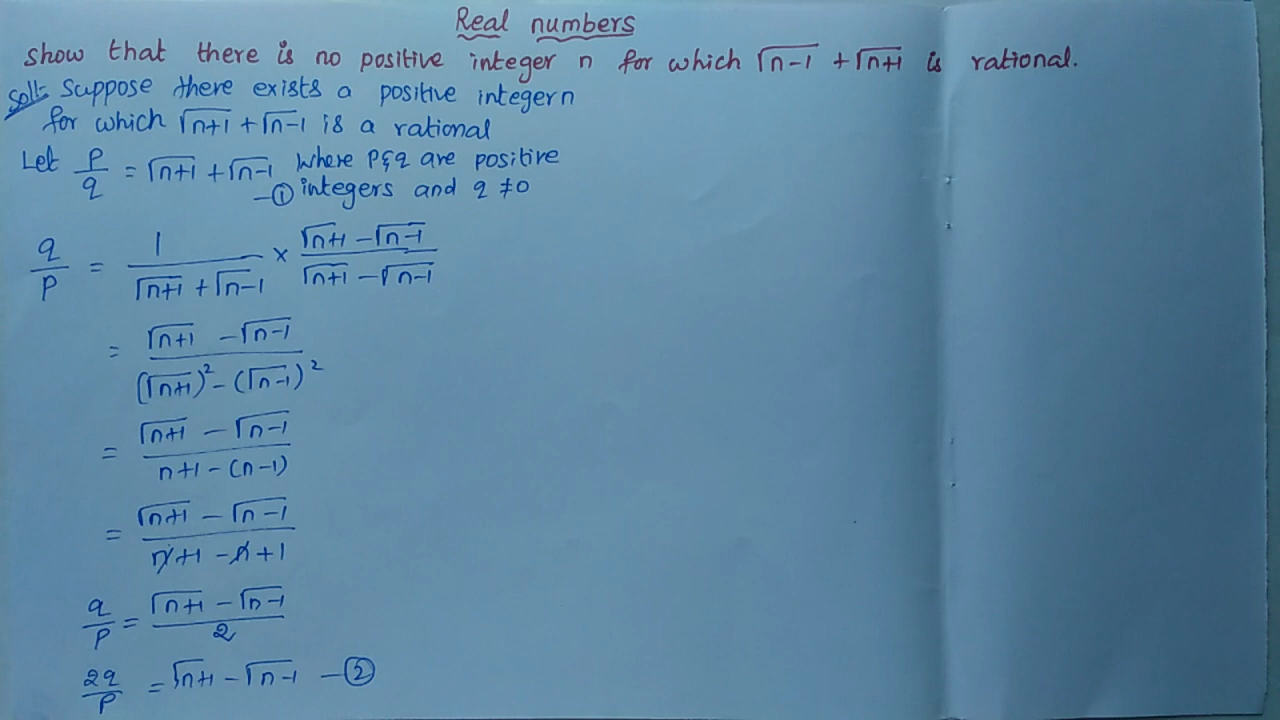 Real numbers
show that there is no positive integer n for which √n-1 + √n+1 is rational.
Sol:- Suppose there exists a positive integer n
for which √n+1 + √n-1 is a rational
Let p/q = √n+1 + √n-1 where p & q are positive
-① integers and q ≠ 0
q/p = 1/(√n+1 + √n-1) × (√n+1 - √n-1)/(√n+1 - √n-1)
= (√n+1 - √n-1)/((√n+1)² - (√n-1)²)
= (√n+1 - √n-1)/(n+1-(n-1))
= (√n+1 - √n-1)/(n+1-n+1)
q/p = (√n+1 - √n-1)/2
2q/p = √n+1 - √n-1 -②